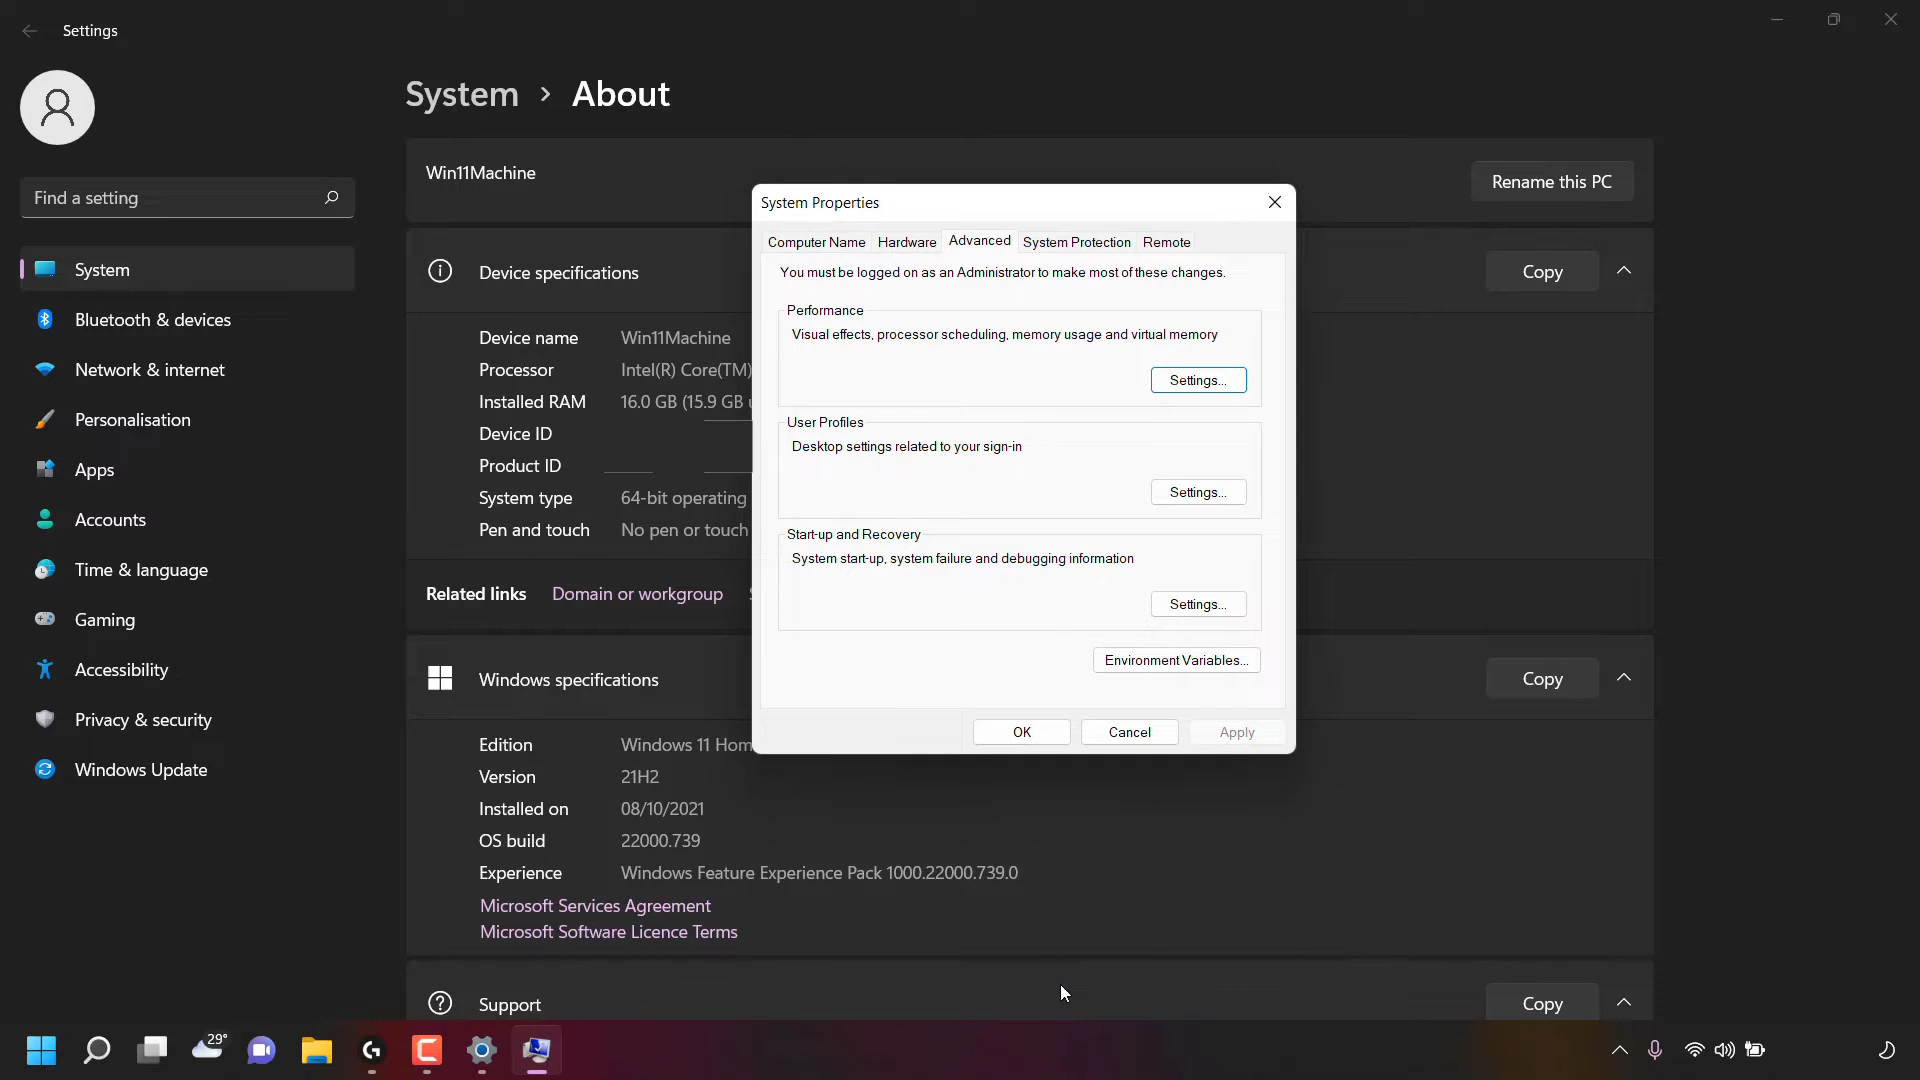 Settings
System > About
Find a setting
System
Bluetooth & devices
Network & internet
Personalisation
Apps
Accounts
Time & language
Gaming
Accessibility
Privacy & security
Windows Update
Win11Machine
Rename this PC
Device specifications
Copy
Device name Win11Machine
Processor Intel(R) Core(TM)
Installed RAM 16.0 GB (15.9 GB
Device ID
Product ID
System type 64-bit operating
Pen and touch No pen or touch
Related links Domain or workgroup
Windows specifications
Copy
Edition Windows 11
Version 21H2
Installed on 08/10/2021
OS build 22000.739
Experience Windows Feature Experience Pack 1000.22000.739.0
Microsoft Services Agreement
Microsoft Software Licence Terms
Support
Copy
System Properties
Computer Name Hardware Advanced System Protection Remote
You must be logged on as an Administrator to make most of these changes.
Performance
Visual effects, processor scheduling, memory usage and virtual memory
Settings...
User Profiles
Desktop settings related to your sign-in
Settings...
Start-up and Recovery
System start-up, system failure and debugging information
Settings...
Environment Variables...
OK Cancel Apply
29°